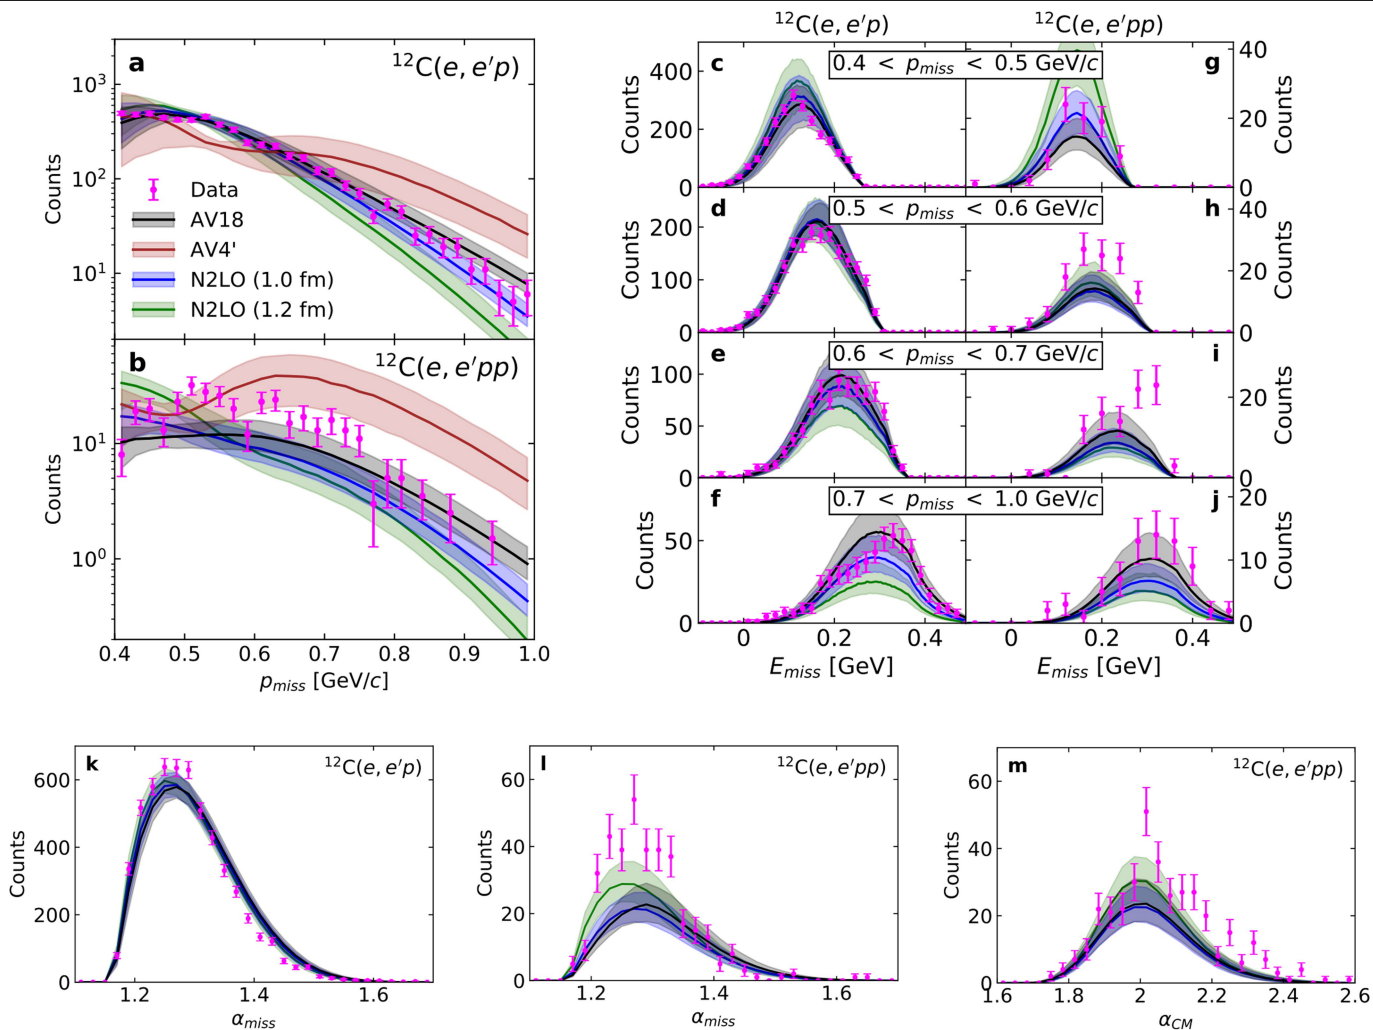 a
¹²C(e, e′p)
Counts
10³
10²
10¹
Data
AV18
AV4'
N2LO (1.0 fm)
N2LO (1.2 fm)
b
¹²C(e, e′pp)
Counts
10¹
10⁰
0.4 0.5 0.6 0.7 0.8 0.9 1.0
p_miss [GeV/c]
¹²C(e, e′p) ¹²C(e, e′pp)
c 0.4 < p_miss < 0.5 GeV/c g
Counts
400
200
0
40
20
0
Counts
d 0.5 < p_miss < 0.6 GeV/c h
Counts
200
100
0
40
20
0
Counts
e 0.6 < p_miss < 0.7 GeV/c i
Counts
100
50
0
20
0
Counts
f 0.7 < p_miss < 1.0 GeV/c j
Counts
50
0
20
10
0
Counts
0 0.2 0.4 0 0.2 0.4
E_miss [GeV] E_miss [GeV]
k ¹²C(e, e′p)
Counts
600
400
200
0
1.2 1.4 1.6
α_miss
l ¹²C(e, e′pp)
Counts
60
40
20
0
1.2 1.4 1.6
α_miss
m ¹²C(e, e′pp)
Counts
60
40
20
0
1.6 1.8 2 2.2 2.4 2.6
α_CM